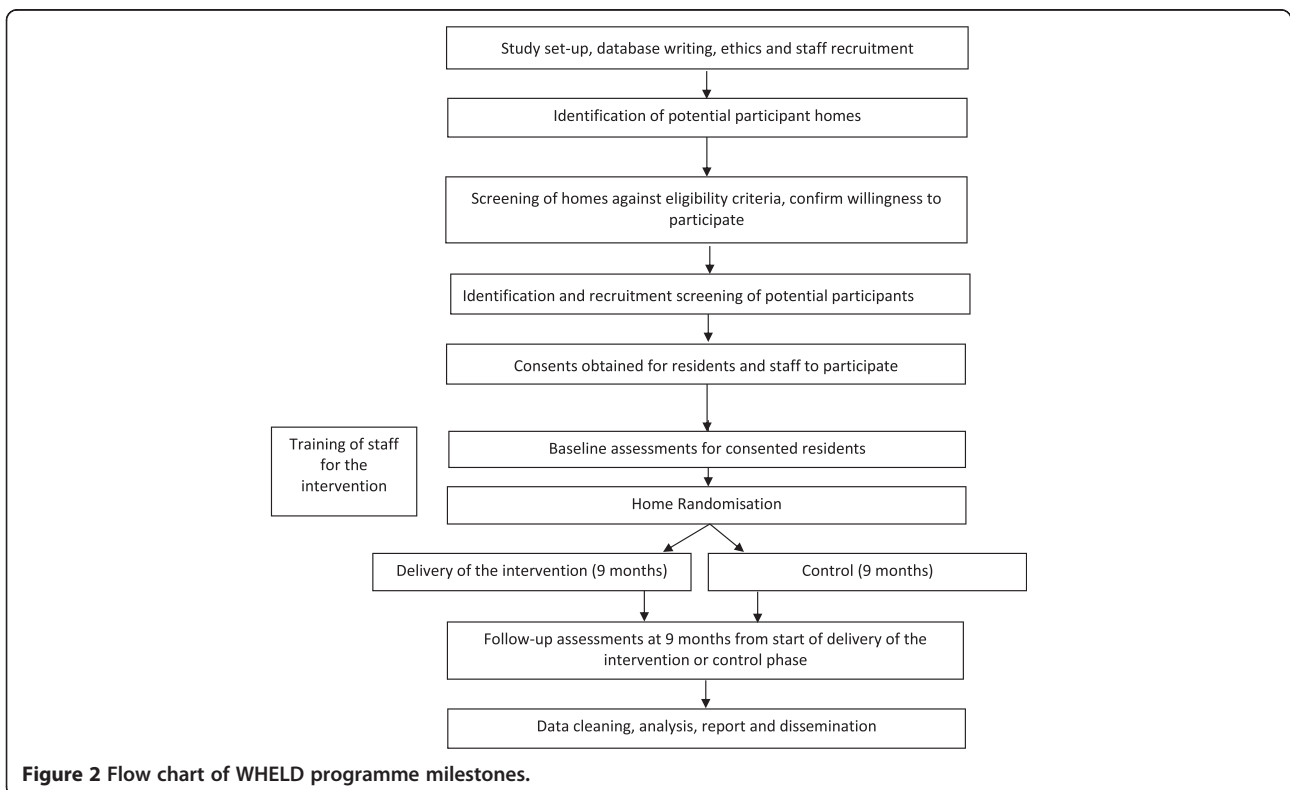 Study set-up, database writing, ethics and staff recruitment
Identification of potential participant homes
Screening of homes against eligibility criteria, confirm willingness to
participate
Identification and recruitment screening of potential participants
Consents obtained for residents and staff to participate
Training of staff
for the
intervention
Baseline assessments for consented residents
Home Randomisation
Delivery of the intervention (9 months)
Control (9 months)
Follow-up assessments at 9 months from start of delivery of the
intervention or control phase
Data cleaning, analysis, report and dissemination
Figure 2 Flow chart of WHELD programme milestones.